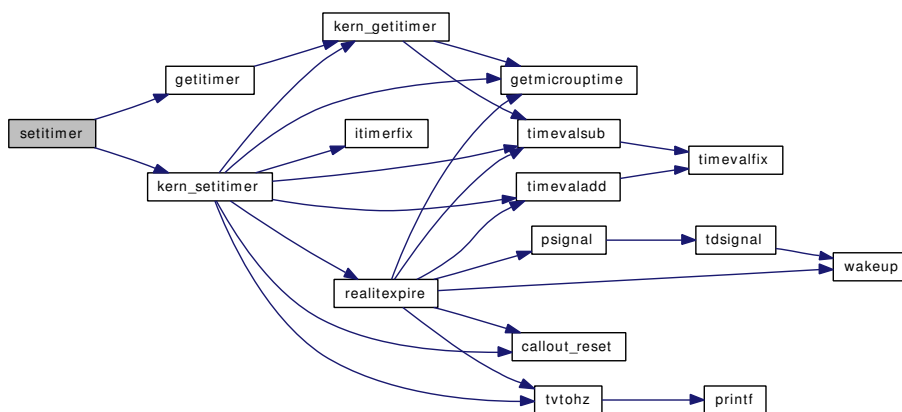 kern_getitimer
getitimer
getmicrouptime
setitimer
itimerfix
timevalsub
timevalfix
kern_setitimer
timevaladd
psignal
tdsignal
wakeup
realitexpire
callout_reset
tvtohz
printf